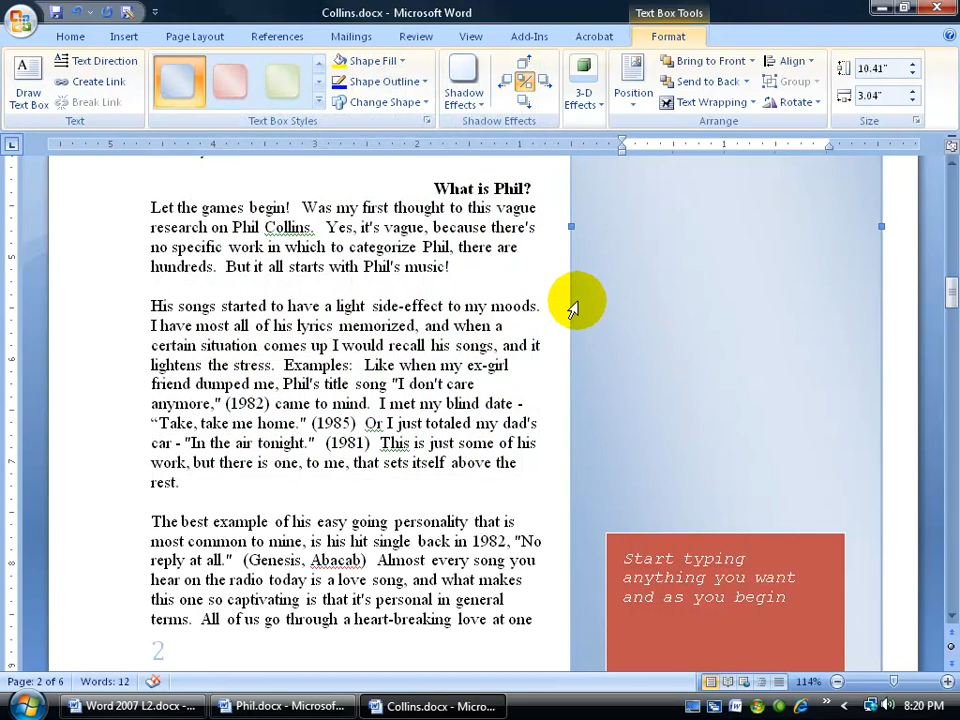 Collins.docx - Microsoft Word
Text Box Tools
Home Insert Page Layout References Mailings Review View Add-Ins Acrobat Format
Draw Text Box
Text Direction
Create Link
Break Link
Text
Shape Fill
Shape Outline
Change Shape
Text Box Styles
Shadow Effects
Shadow Effects
3-D Effects
Position
Bring to Front
Send to Back
Text Wrapping
Align
Group
Rotate
Arrange
10.41"
3.04"
Size
What is Phil?
Let the games begin! Was my first thought to this vague
research on Phil Collins. Yes, it's vague, because there's
no specific work in which to categorize Phil, there are
hundreds. But it all starts with Phil's music!
His songs started to have a light side-effect to my moods.
I have most all of his lyrics memorized, and when a
certain situation comes up I would recall his songs, and it
lightens the stress. Examples: Like when my ex-girl
friend dumped me, Phil's title song "I don't care
anymore," (1982) came to mind. I met my blind date -
“Take, take me home." (1985) Or I just totaled my dad's
car - "In the air tonight." (1981) This is just some of his
work, but there is one, to me, that sets itself above the
rest.
The best example of his easy going personality that is
most common to mine, is his hit single back in 1982, "No
reply at all." (Genesis, Abacab) Almost every song you
hear on the radio today is a love song, and what makes
this one so captivating is that it's personal in general
terms. All of us go through a heart-breaking love at one
2
Start typing
anything you want
and as you begin
Page: 2 of 6 Words: 12 114%
Word 2007 L2.docx -... Phil.docx - Microsof... Collins.docx - Micro... 8:20 PM